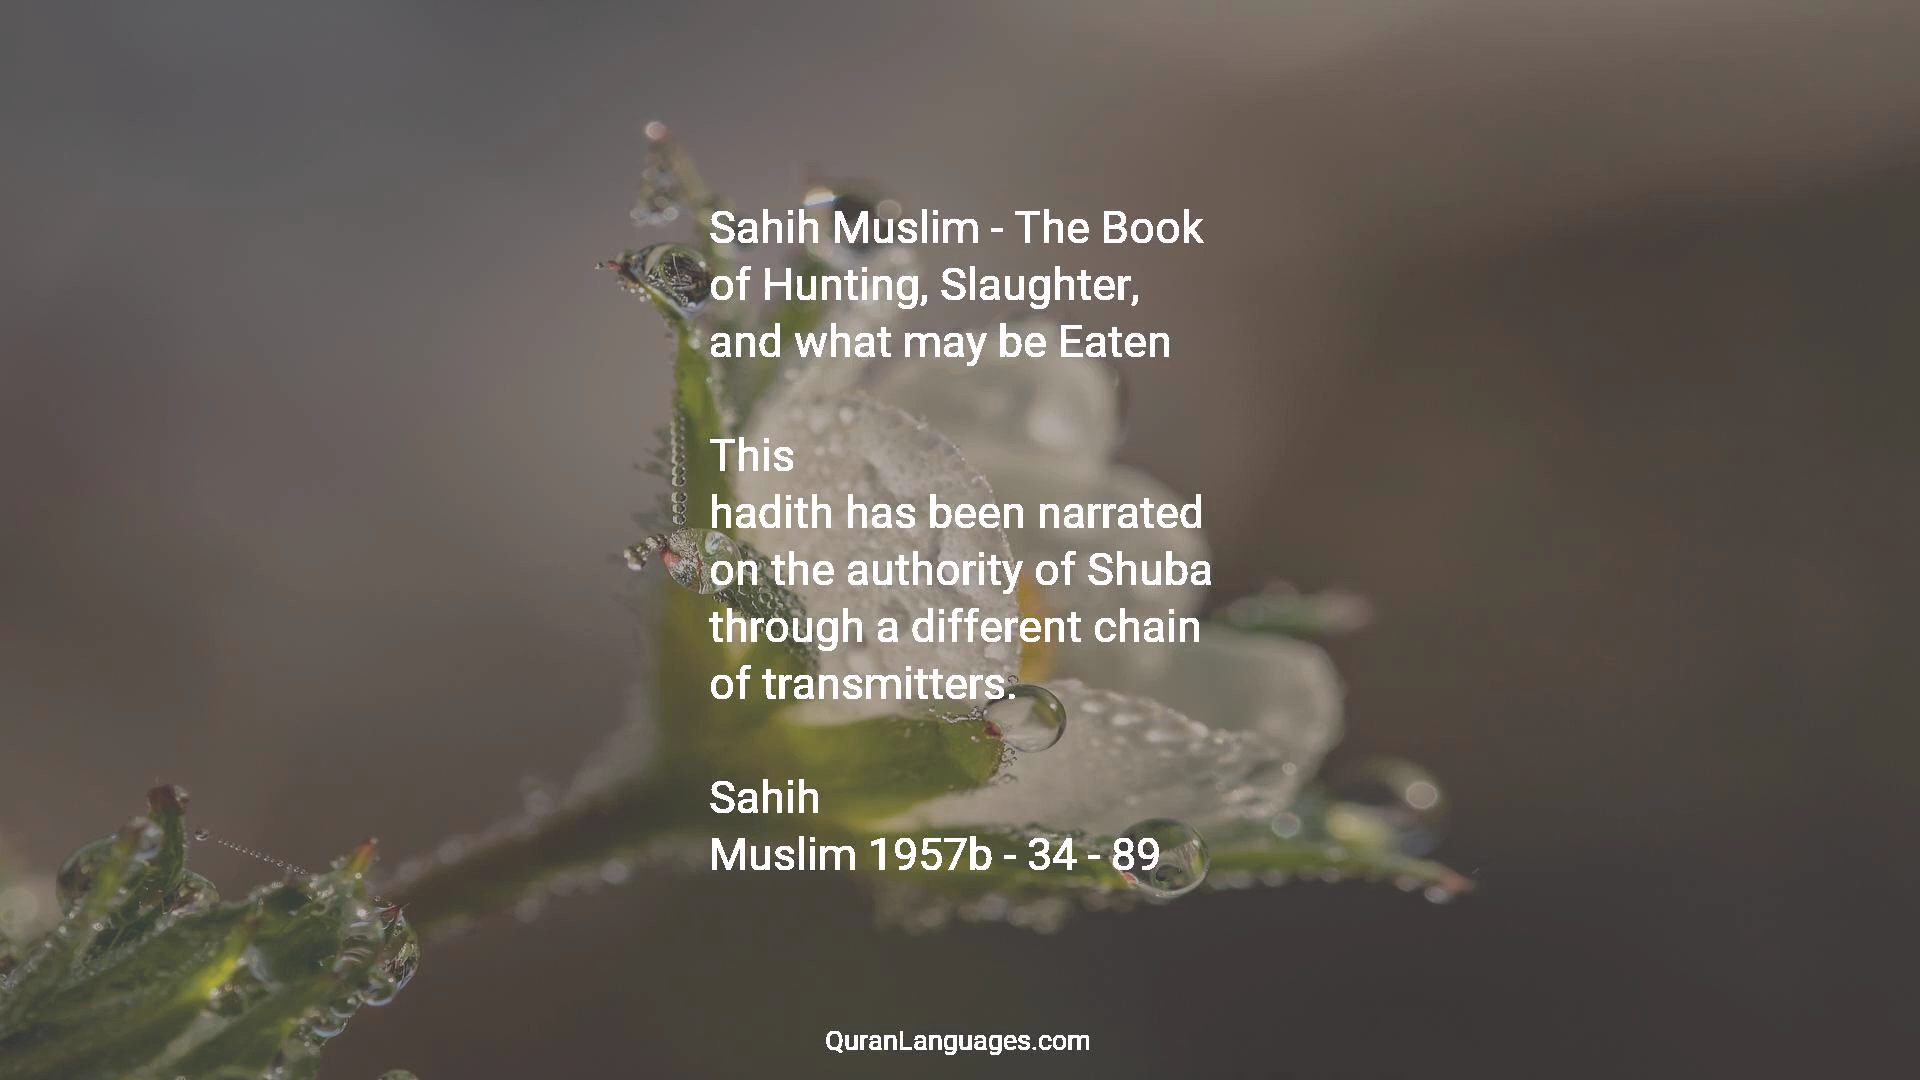 Sahih Muslim - The Book
of Hunting, Slaughter,
and what may be Eaten
This
hadith has been narrated
on the authority of Shuba
through a different chain
of transmitters.
Sahih
Muslim 1957b - 34 - 89
QuranLanguages.com